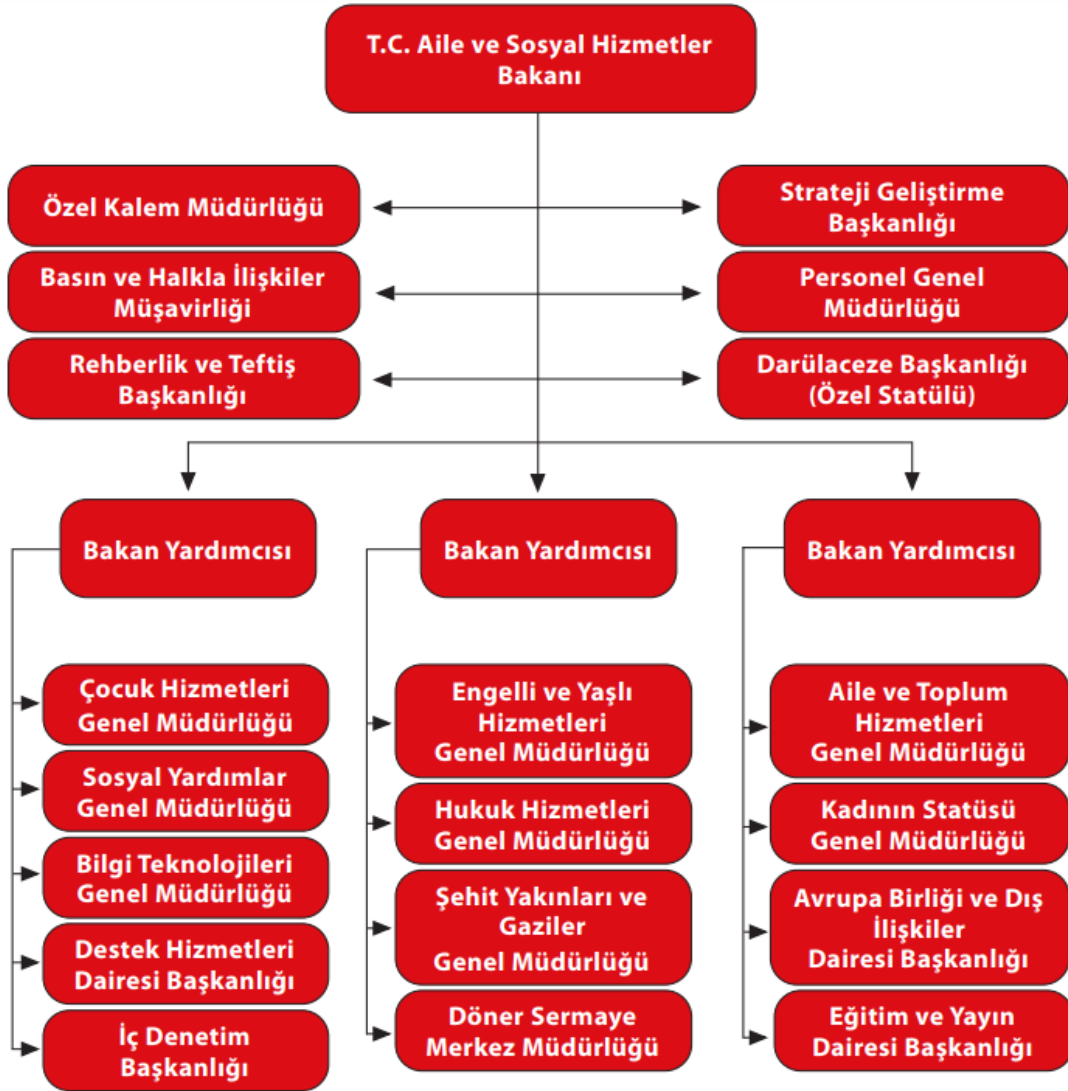 T.C. Aile ve Sosyal Hizmetler
Bakanı
Özel Kalem Müdürlüğü
Strateji Geliştirme
Başkanlığı
Basın ve Halkla İlişkiler
Müşavirliği
Personel Genel
Müdürlüğü
Rehberlik ve Teftiş
Başkanlığı
Darülaceze Başkanlığı
(Özel Statülü)
Bakan Yardımcısı
Bakan Yardımcısı
Bakan Yardımcısı
Çocuk Hizmetleri
Genel Müdürlüğü
Sosyal Yardımlar
Genel Müdürlüğü
Bilgi Teknolojileri
Genel Müdürlüğü
Destek Hizmetleri
Dairesi Başkanlığı
İç Denetim
Başkanlığı
Engelli ve Yaşlı
Hizmetleri
Genel Müdürlüğü
Hukuk Hizmetleri
Genel Müdürlüğü
Şehit Yakınları ve
Gaziler
Genel Müdürlüğü
Döner Sermaye
Merkez Müdürlüğü
Aile ve Toplum
Hizmetleri
Genel Müdürlüğü
Kadının Statüsü
Genel Müdürlüğü
Avrupa Birliği ve Dış
İlişkiler
Dairesi Başkanlığı
Eğitim ve Yayın
Dairesi Başkanlığı